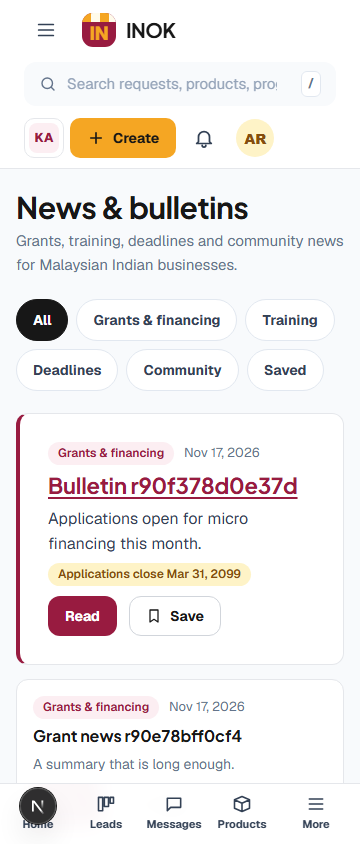 IN INOK
Search requests, products, pro
/
KA
+ Create
AR
News & bulletins
Grants, training, deadlines and community news
for Malaysian Indian businesses.
All
Grants & financing
Training
Deadlines
Community
Saved
Grants & financing Nov 17, 2026
Bulletin r90f378d0e37d
Applications open for micro
financing this month.
Applications close Mar 31, 2099
Read
Save
Grants & financing Nov 17, 2026
Grant news r90e78bff0cf4
A summary that is long enough.
N
Home
Leads
Messages
Products
More